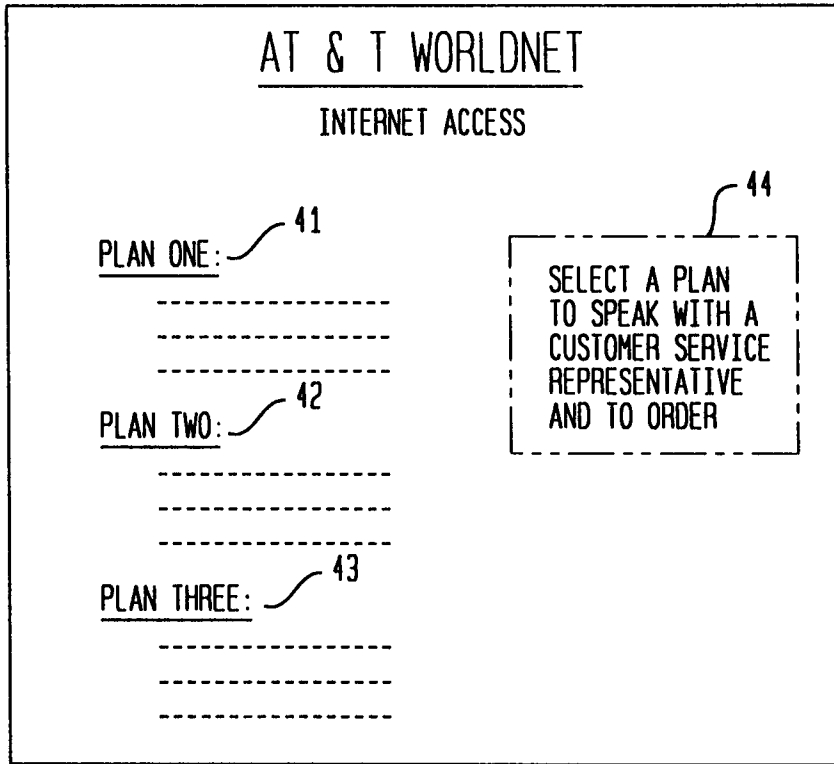 AT & T WORLDNET
INTERNET ACCESS
44
41
PLAN ONE:
SELECT A PLAN
TO SPEAK WITH A
CUSTOMER SERVICE
REPRESENTATIVE
AND TO ORDER
42
PLAN TWO:
43
PLAN THREE: